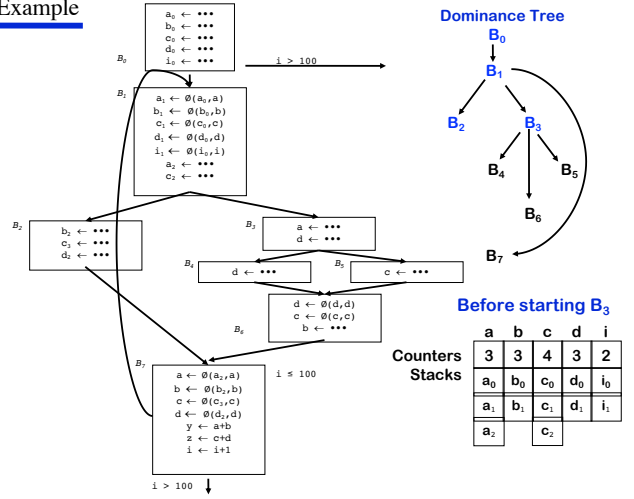 Example
B₀
a₀ ← •••
b₀ ← •••
c₀ ← •••
d₀ ← •••
i₀ ← •••
i > 100
B₁
a₁ ← Ø(a₀,a)
b₁ ← Ø(b₀,b)
c₁ ← Ø(c₀,c)
d₁ ← Ø(d₀,d)
i₁ ← Ø(i₀,i)
a₂ ← •••
c₂ ← •••
B₂
b₂ ← •••
c₃ ← •••
d₂ ← •••
B₃
a ← •••
d ← •••
B₄
d ← •••
B₅
c ← •••
B₆
d ← Ø(d,d)
c ← Ø(c,c)
b ← •••
B₇
a ← Ø(a₂,a)
b ← Ø(b₂,b)
c ← Ø(c₃,c)
d ← Ø(d₂,d)
y ← a+b
z ← c+d
i ← i+1
i ≤ 100
i > 100
Dominance Tree
B₀
B₁
B₂ B₃
B₄ B₅
B₆
B₇
Before starting B₃
a b c d i
Counters 3 3 4 3 2
Stacks a₀ b₀ c₀ d₀ i₀
a₁ b₁ c₁ d₁ i₁
a₂ c₂